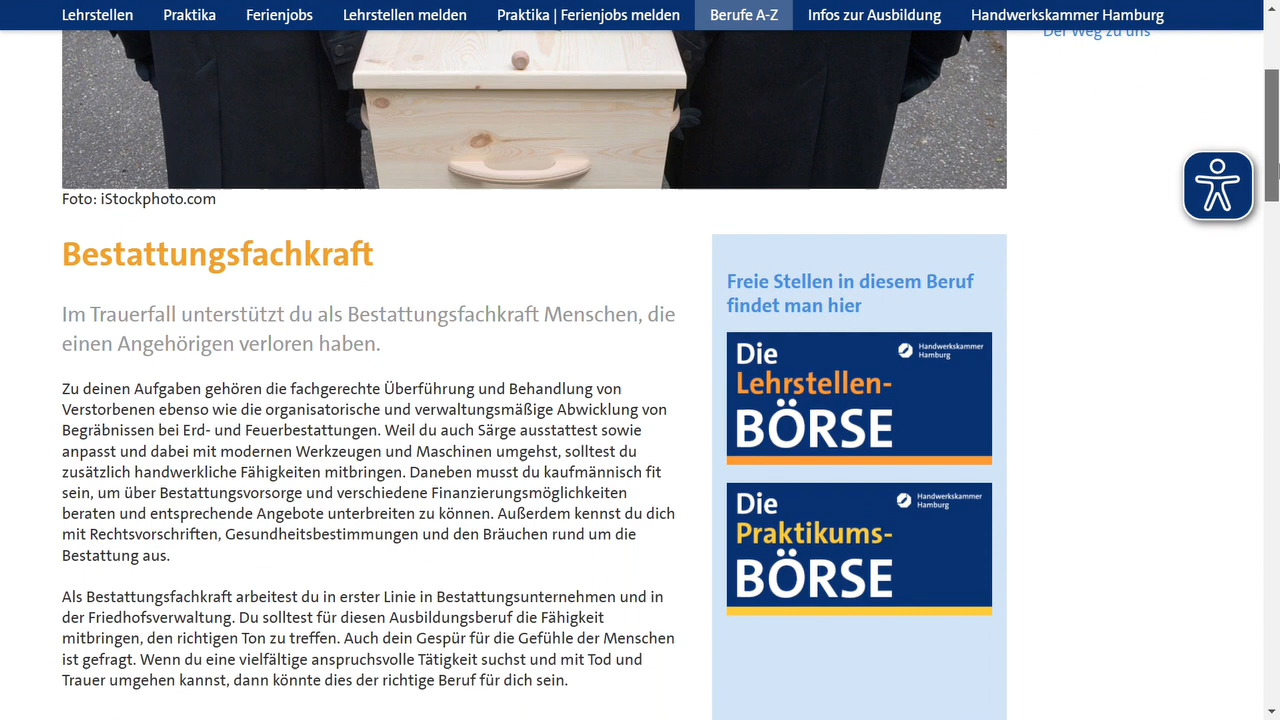 Lehrstellen Praktika Ferienjobs Lehrstellen melden Praktika | Ferienjobs melden Berufe A-Z Infos zur Ausbildung Handwerkskammer Hamburg
Der Weg zu uns
Foto: iStockphoto.com
Bestattungsfachkraft
Im Trauerfall unterstützt du als Bestattungsfachkraft Menschen, die
einen Angehörigen verloren haben.
Zu deinen Aufgaben gehören die fachgerechte Überführung und Behandlung von
Verstorbenen ebenso wie die organisatorische und verwaltungsmäßige Abwicklung von
Begräbnissen bei Erd- und Feuerbestattungen. Weil du auch Särge ausstattest sowie
anpasst und dabei mit modernen Werkzeugen und Maschinen umgehst, solltest du
zusätzlich handwerkliche Fähigkeiten mitbringen. Daneben musst du kaufmännisch fit
sein, um über Bestattungsvorsorge und verschiedene Finanzierungsmöglichkeiten
beraten und entsprechende Angebote unterbreiten zu können. Außerdem kennst du dich
mit Rechtsvorschriften, Gesundheitsbestimmungen und den Bräuchen rund um die
Bestattung aus.
Als Bestattungsfachkraft arbeitest du in erster Linie in Bestattungsunternehmen und in
der Friedhofsverwaltung. Du solltest für diesen Ausbildungsberuf die Fähigkeit
mitbringen, den richtigen Ton zu treffen. Auch dein Gespür für die Gefühle der Menschen
ist gefragt. Wenn du eine vielfältige anspruchsvolle Tätigkeit suchst und mit Tod und
Trauer umgehen kannst, dann könnte dies der richtige Beruf für dich sein.
Freie Stellen in diesem Beruf
findet man hier
Die
Handwerkskammer
Hamburg
Lehrstellen-
BÖRSE
Die
Handwerkskammer
Hamburg
Praktikums-
BÖRSE